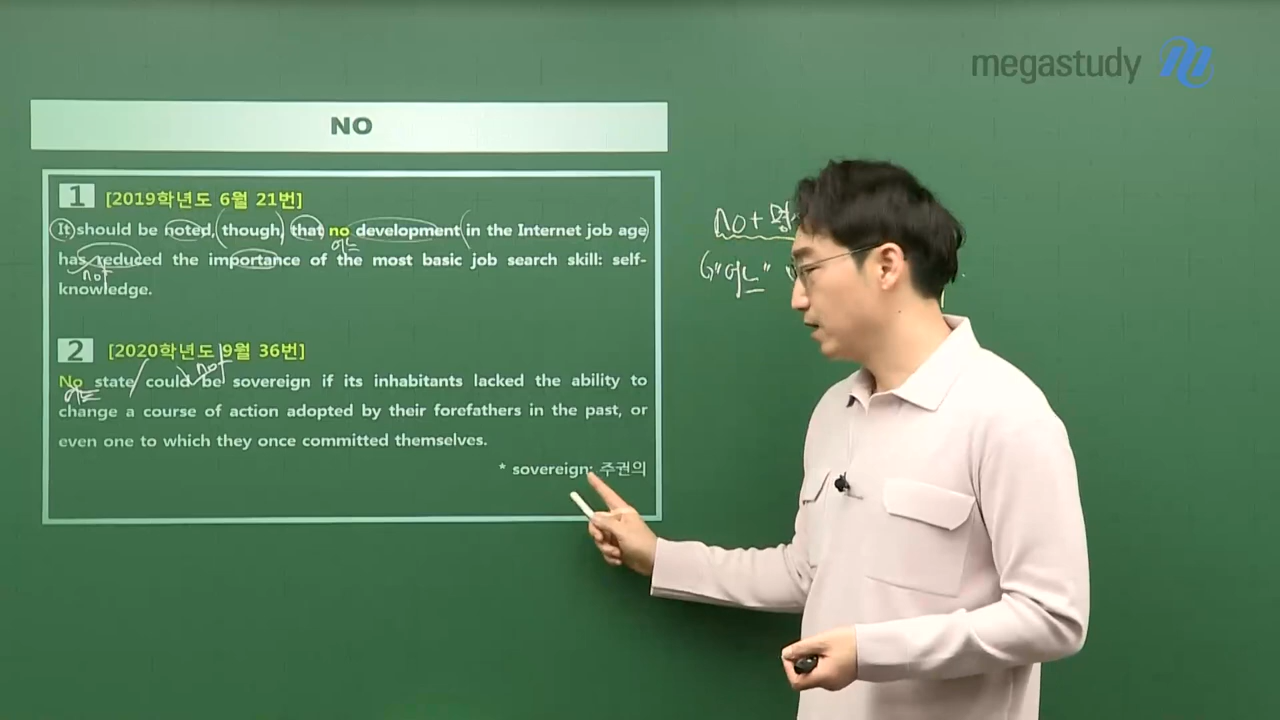 megastudy
NO
1 [2019학년도 6월 21번]
It should be noted, though, that no development in the Internet job age
어느
has reduced the importance of the most basic job search skill: self-
not
knowledge.
2 [2020학년도 9월 36번]
not
No state could be sovereign if its inhabitants lacked the ability to
change a course of action adopted by their forefathers in the past, or
even one to which they once committed themselves.
* sovereign: 주권의
no +
"어느"